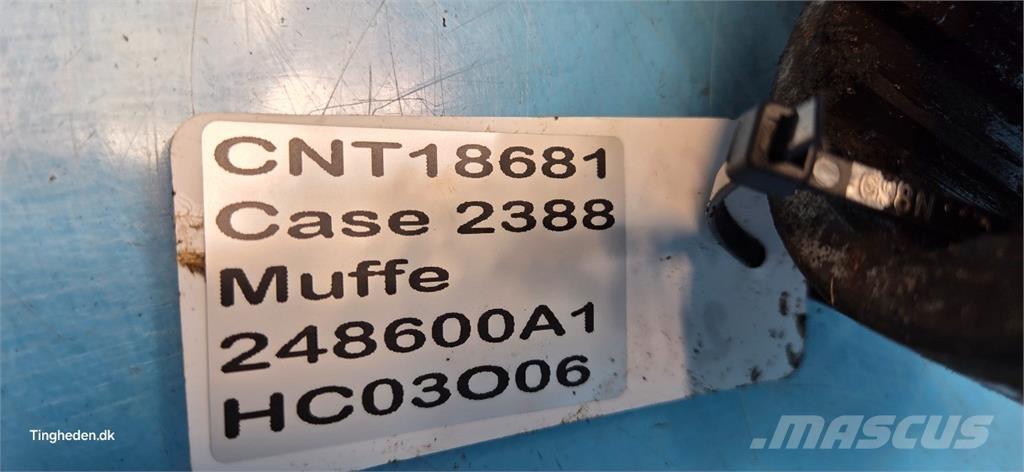 CNT18681
Case 2388
Muffe
248600A1
HC03O06
Tingheden.dk
MASCUS